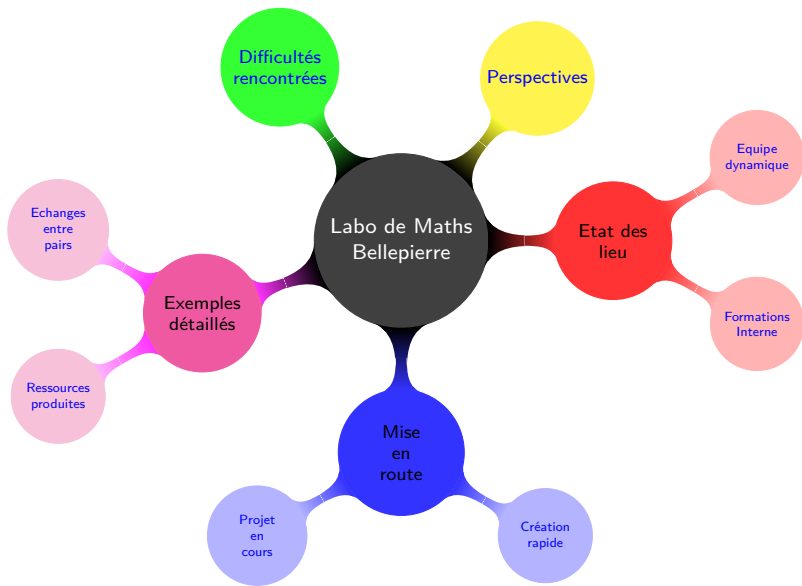 Difficultés
rencontrées
Perspectives
Equipe
dynamique
Labo de Maths
Bellepierre
Etat des
lieu
Echanges
entre
pairs
Exemples
détaillés
Formations
Interne
Ressources
produites
Mise
en
route
Projet
en
cours
Création
rapide